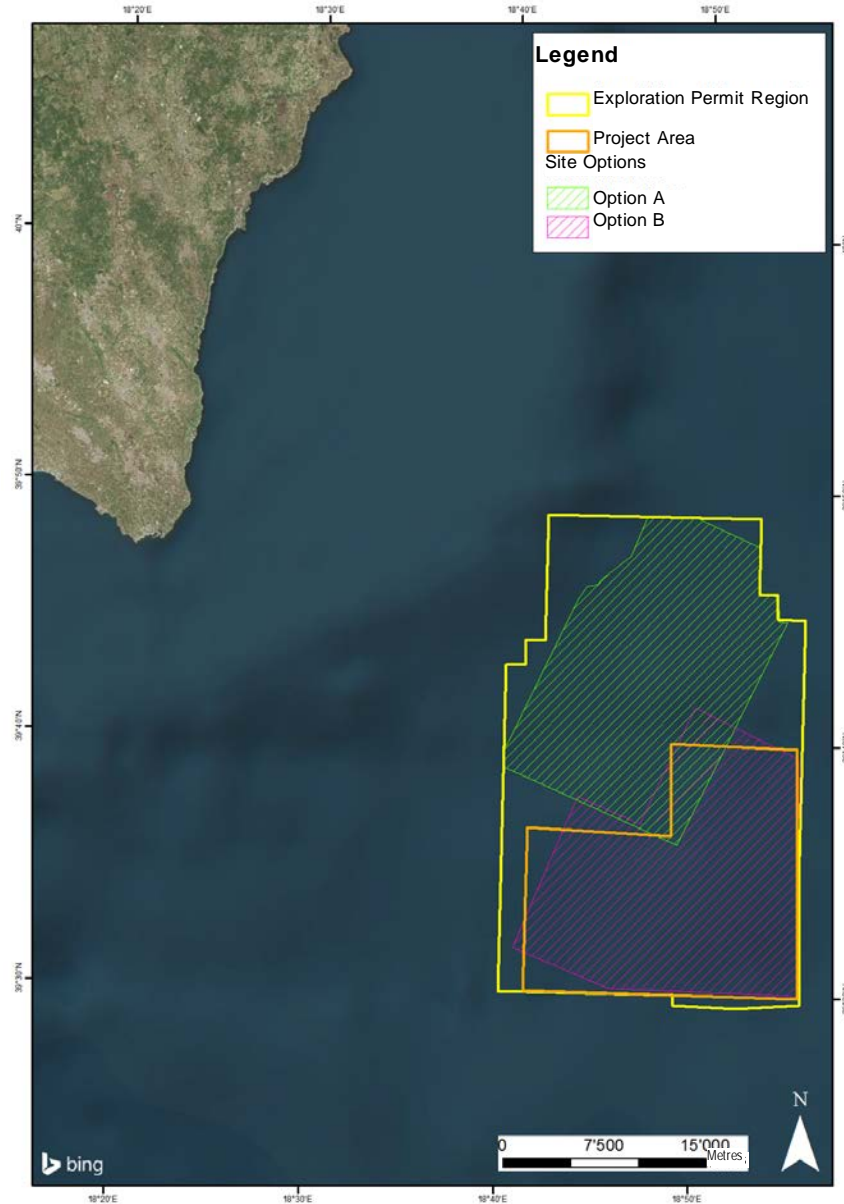 18°20'E 18°30'E 18°40'E 18°50'E
Legend
Exploration Permit Region
Project Area
Site Options
Option A
Option B
40°N
39°50'N
39°40'N
39°30'N
N
0 7'500 15'000
Metres
bing
18°20'E 18°30'E 18°40'E 18°50'E